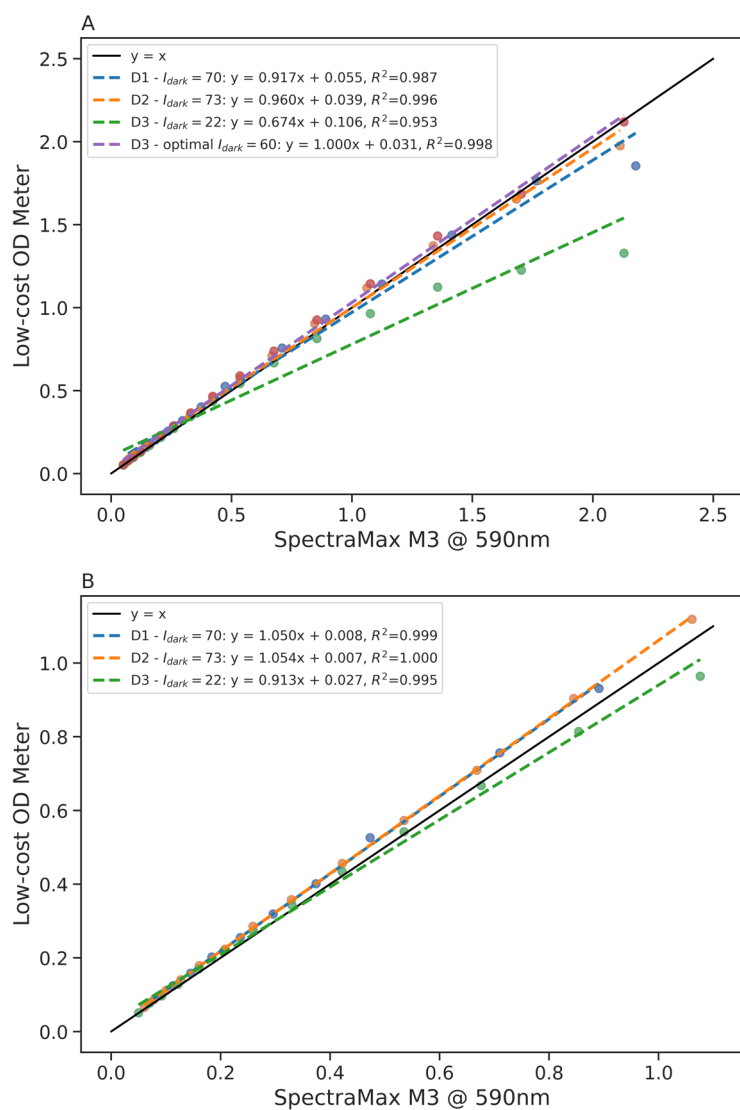 A
y = x
D1 - I_dark = 70: y = 0.917x + 0.055, R²=0.987
D2 - I_dark = 73: y = 0.960x + 0.039, R²=0.996
D3 - I_dark = 22: y = 0.674x + 0.106, R²=0.953
D3 - optimal I_dark = 60: y = 1.000x + 0.031, R²=0.998
2.5
2.0
1.5
1.0
0.5
0.0
Low-cost OD Meter
0.0 0.5 1.0 1.5 2.0 2.5
SpectraMax M3 @ 590nm
B
y = x
D1 - I_dark = 70: y = 1.050x + 0.008, R²=0.999
D2 - I_dark = 73: y = 1.054x + 0.007, R²=1.000
D3 - I_dark = 22: y = 0.913x + 0.027, R²=0.995
1.0
0.8
0.6
0.4
0.2
0.0
Low-cost OD Meter
0.0 0.2 0.4 0.6 0.8 1.0
SpectraMax M3 @ 590nm